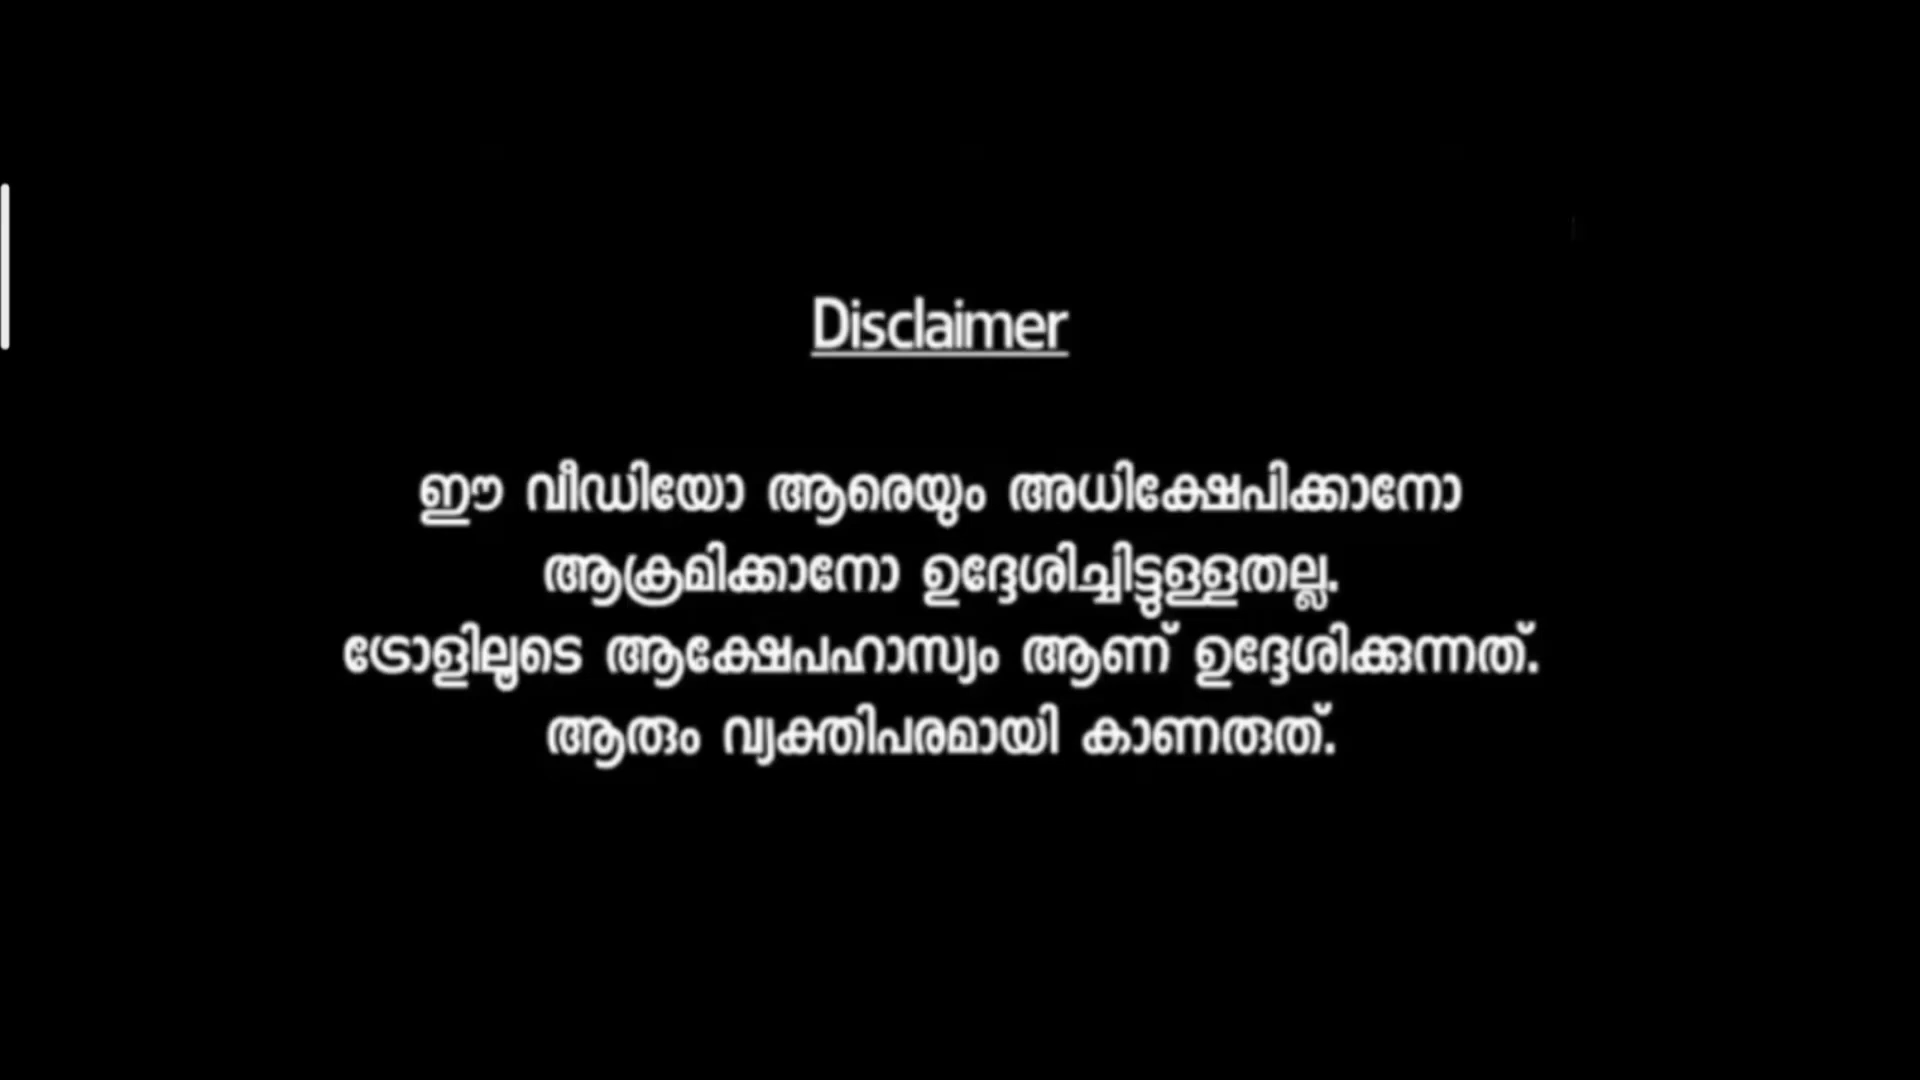 Disclaimer
ഈ വീഡിയോ ആരെയും അധിക്ഷേപിക്കാനോ
ആക്രമിക്കാനോ ഉദ്ദേശിച്ചിട്ടുള്ളതല്ല.
ട്രോളിലൂടെ ആക്ഷേപഹാസ്യം ആണ് ഉദ്ദേശിക്കുന്നത്.
ആരും വ്യക്തിപരമായി കാണരുത്.